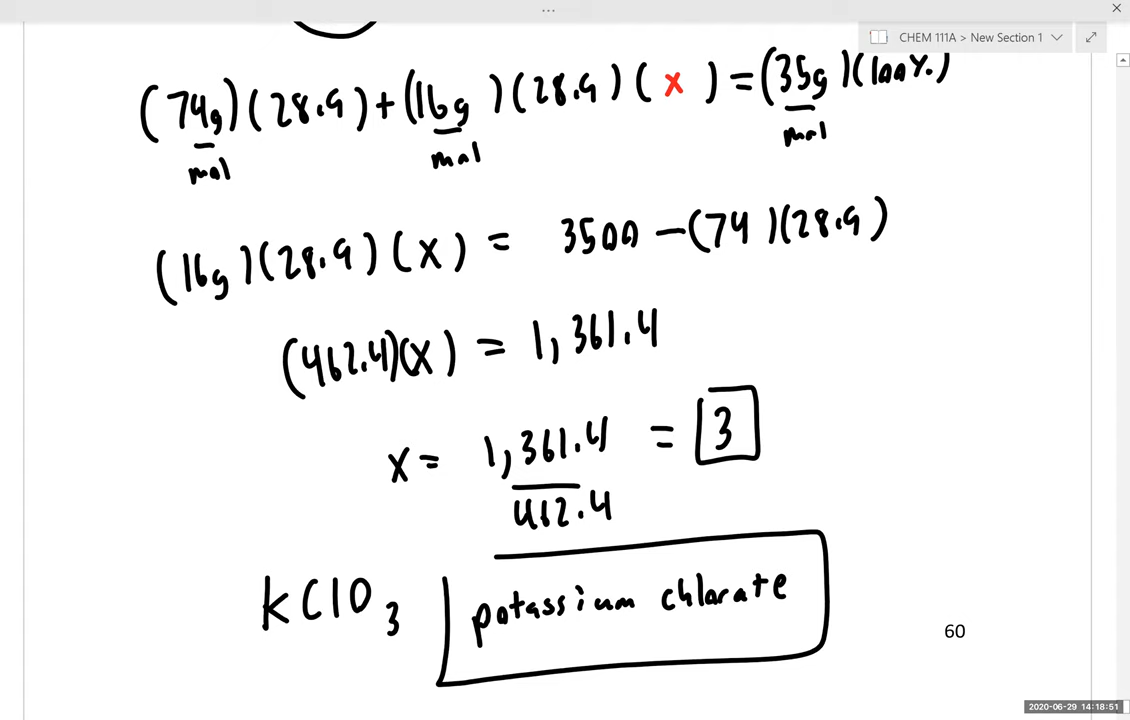 CHEM 111A > New Section 1
(74g/mol)(28.9)+(16g/mol)(28.9)(x)=(35g/mol)(100%.)
(16g)(28.9)(x) = 3500 −(74)(28.9)
(462.4)(x) = 1,361.4
x = 1,361.4/462.4 = 3
KClO3 potassium chlorate
60
2020-06-29 14:18:51